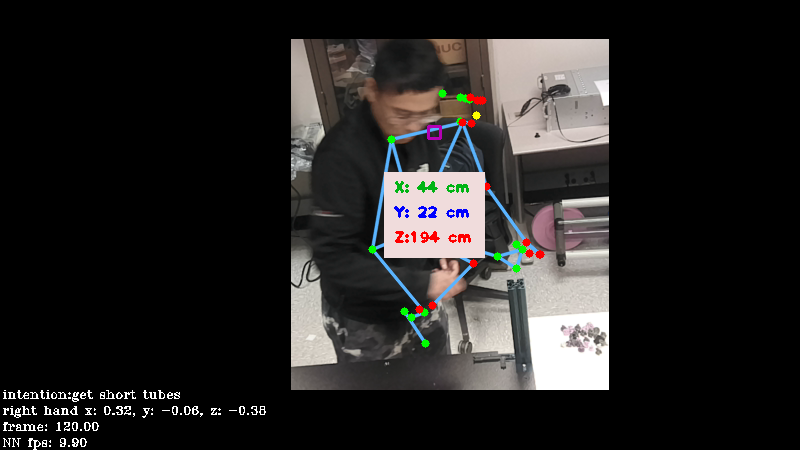 X: 44 cm
Y: 22 cm
Z:194 cm
intention:get short tubes
right hand x: 0.32, y: -0.06, z: -0.38
frame: 120.00
NN fps: 9.90